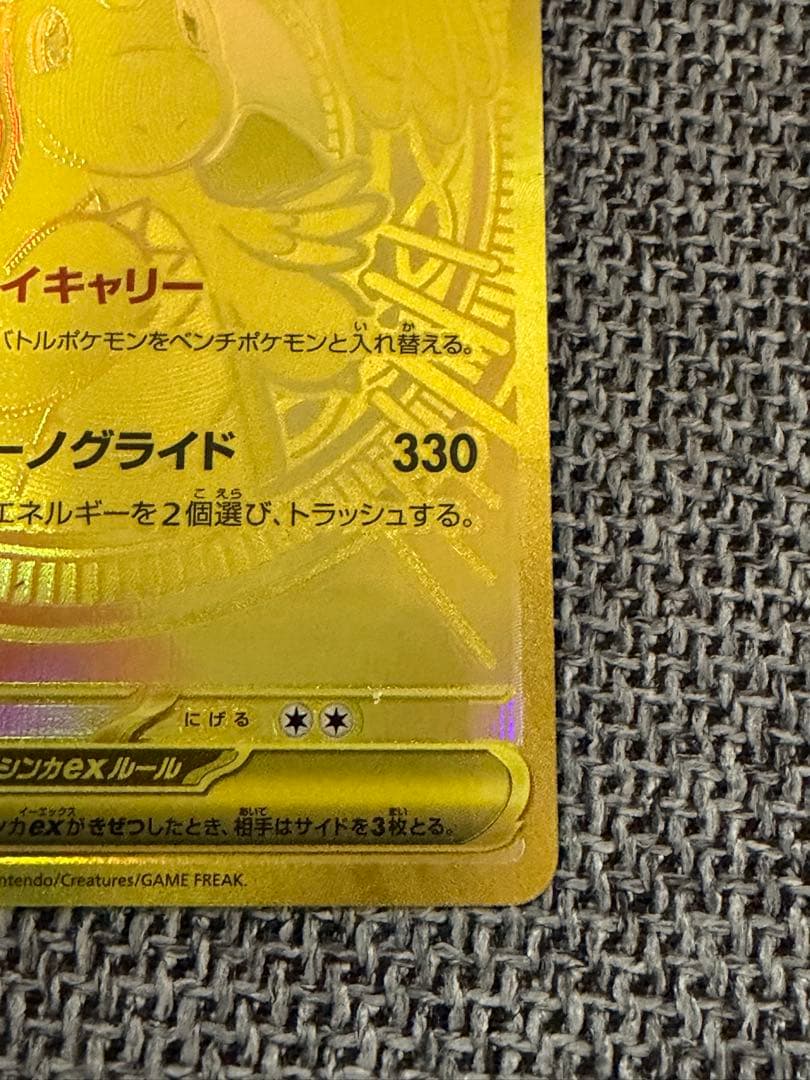 イキャリー
バトルポケモンをベンチポケモンと入れ替える。
ーノグライド 330
エネルギーを2個選び、トラッシュする。
にげる
シンカexルール
カexがきぜつしたとき、相手はサイドを3枚とる。
ntendo/Creatures/GAME FREAK.